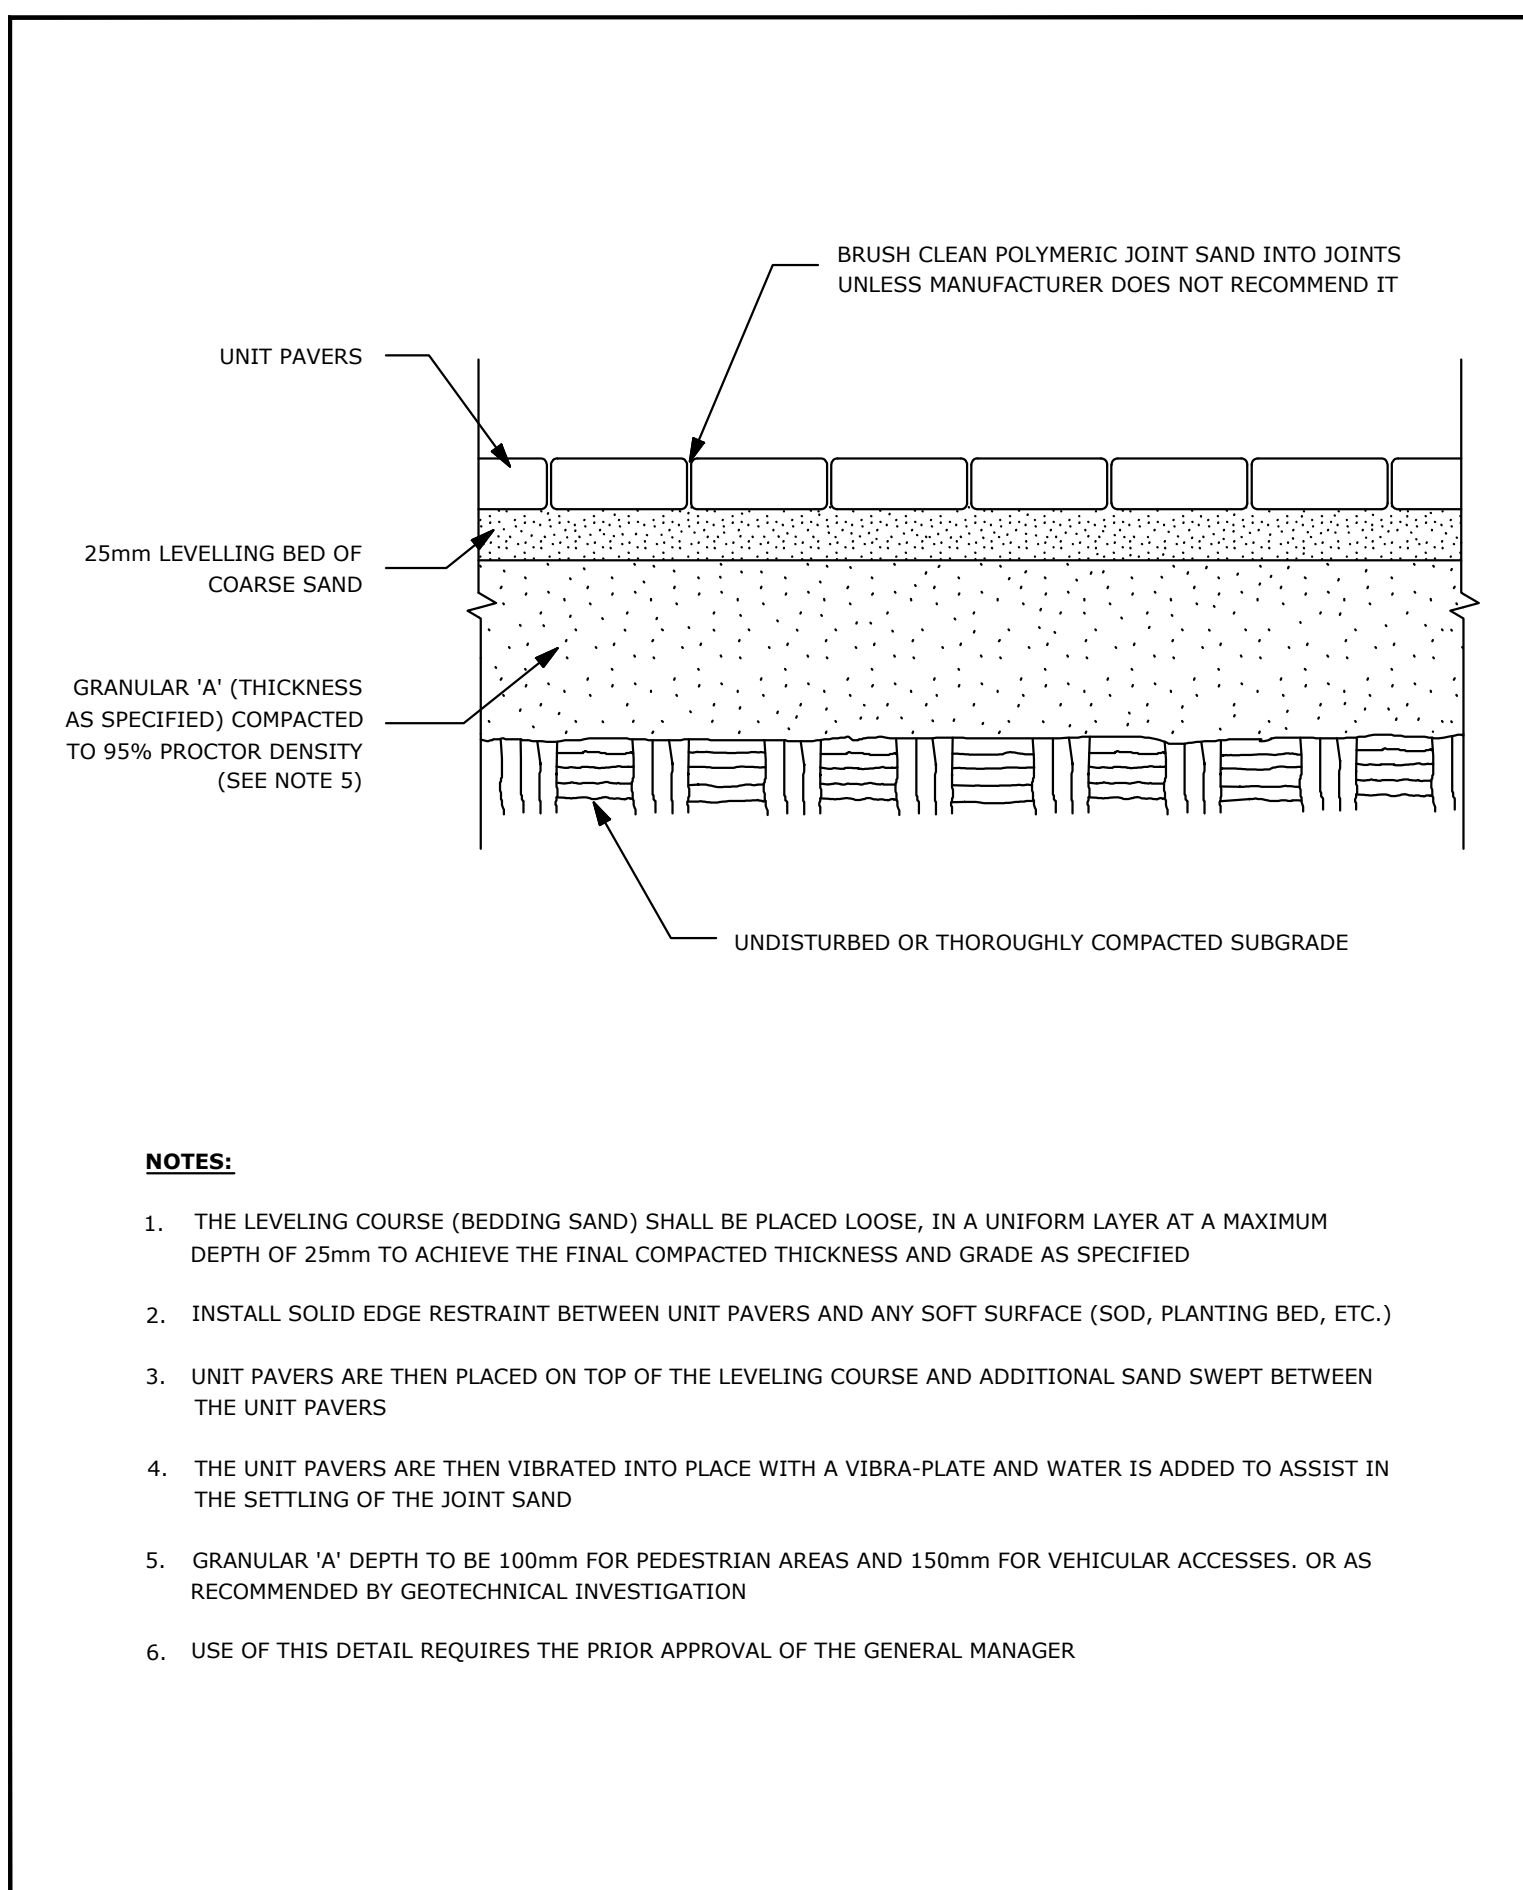 BRUSH CLEAN POLYMERIC JOINT SAND INTO JOINTS
UNLESS MANUFACTURER DOES NOT RECOMMEND IT
UNIT PAVERS
25mm LEVELLING BED OF
COARSE SAND
GRANULAR 'A' (THICKNESS
AS SPECIFIED) COMPACTED
TO 95% PROCTOR DENSITY
(SEE NOTE 5)
UNDISTURBED OR THOROUGHLY COMPACTED SUBGRADE
NOTES:
1. THE LEVELING COURSE (BEDDING SAND) SHALL BE PLACED LOOSE, IN A UNIFORM LAYER AT A MAXIMUM
DEPTH OF 25mm TO ACHIEVE THE FINAL COMPACTED THICKNESS AND GRADE AS SPECIFIED
2. INSTALL SOLID EDGE RESTRAINT BETWEEN UNIT PAVERS AND ANY SOFT SURFACE (SOD, PLANTING BED, ETC.)
3. UNIT PAVERS ARE THEN PLACED ON TOP OF THE LEVELING COURSE AND ADDITIONAL SAND SWEPT BETWEEN
THE UNIT PAVERS
4. THE UNIT PAVERS ARE THEN VIBRATED INTO PLACE WITH A VIBRA-PLATE AND WATER IS ADDED TO ASSIST IN
THE SETTLING OF THE JOINT SAND
5. GRANULAR 'A' DEPTH TO BE 100mm FOR PEDESTRIAN AREAS AND 150mm FOR VEHICULAR ACCESSES. OR AS
RECOMMENDED BY GEOTECHNICAL INVESTIGATION
6. USE OF THIS DETAIL REQUIRES THE PRIOR APPROVAL OF THE GENERAL MANAGER